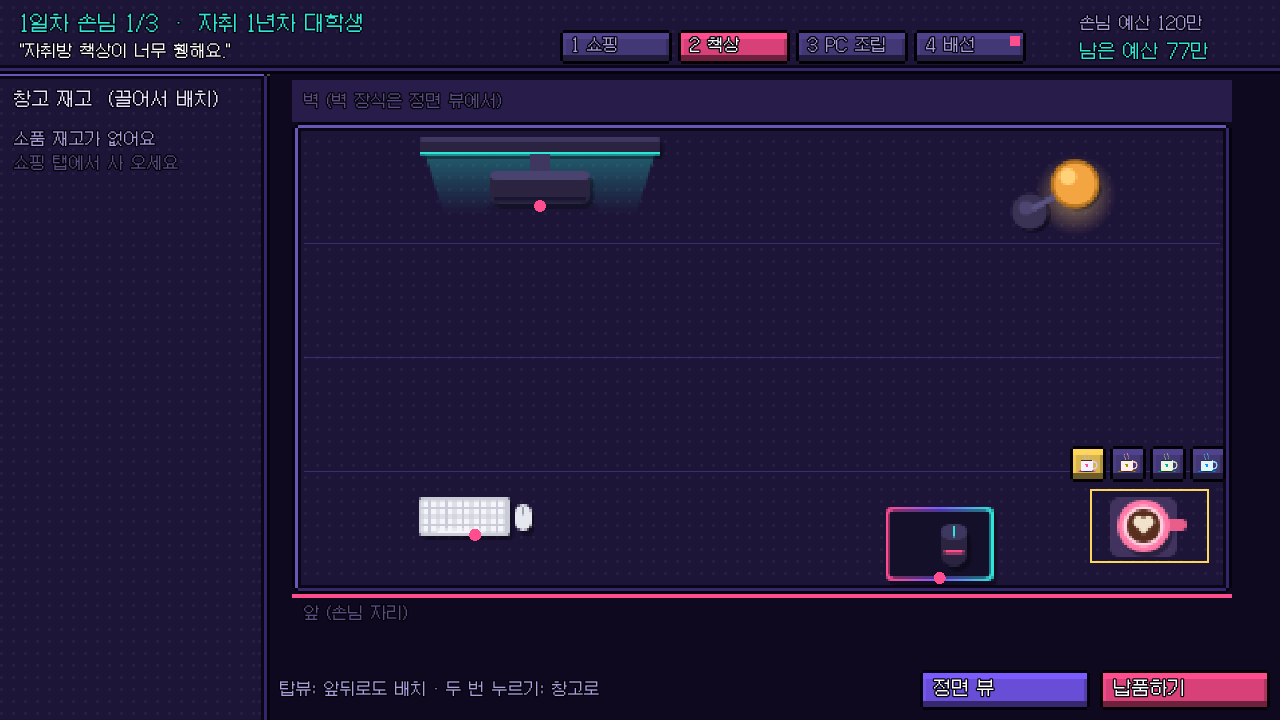 1일차 손님 1/3 · 자취 1년차 대학생
"자취방 책상이 너무 휑해요."
1 쇼핑
2 책상
3 PC 조립
4 배선
손님 예산 120만
남은 예산 77만
창고 재고 (끌어서 배치)
소품 재고가 없어요
쇼핑 탭에서 사 오세요
벽 (벽 장식은 정면 뷰에서)
앞 (손님 자리)
탑뷰: 앞뒤로도 배치 · 두 번 누르기: 창고로
정면 뷰
납품하기